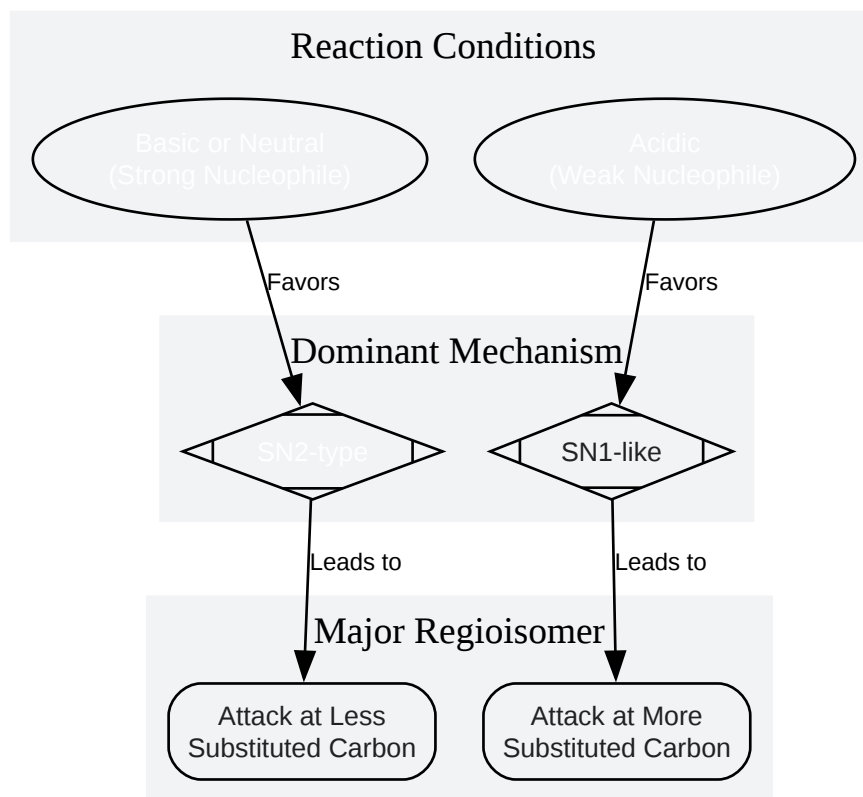 Reaction Conditions
Basic or Neutral
(Strong Nucleophile)
Acidic
(Weak Nucleophile)
Favors
Favors
Dominant Mechanism
SN2-type
SN1-like
Leads to
Leads to
Major Regioisomer
Attack at Less
Substituted Carbon
Attack at More
Substituted Carbon